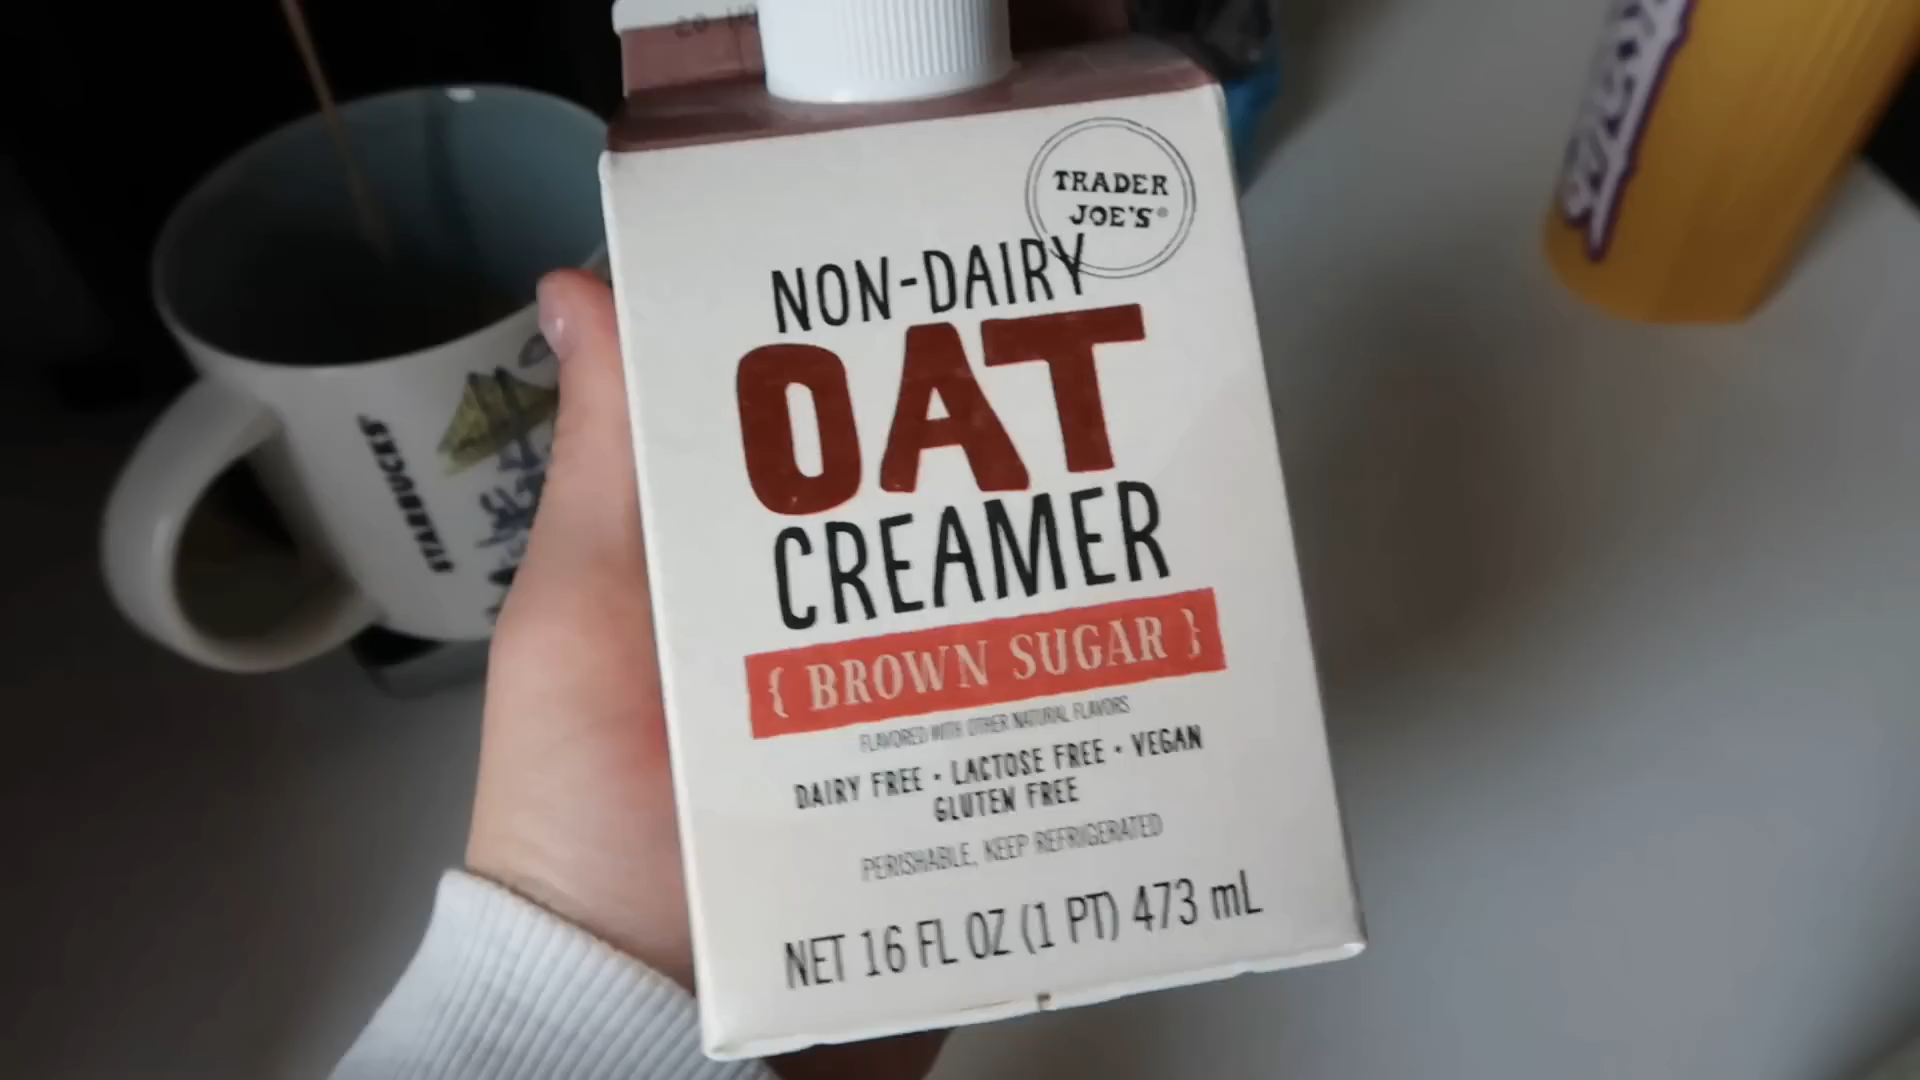 TRADER
JOE'S
NON-DAIRY
OAT
CREAMER
{ BROWN SUGAR }
FLAVORED WITH OTHER NATURAL FLAVORS
DAIRY FREE • LACTOSE FREE • VEGAN
GLUTEN FREE
PERISHABLE, KEEP REFRIGERATED
NET 16 FL OZ (1 PT) 473 mL
STARBUCKS